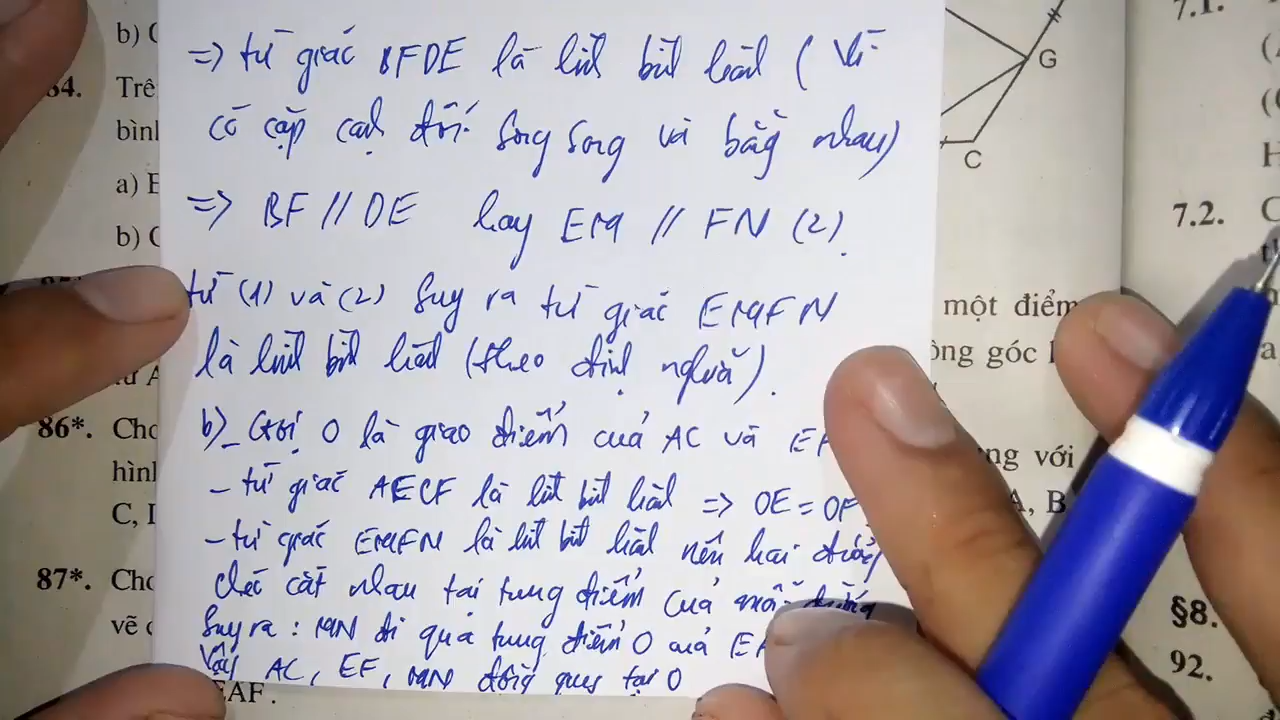 => tứ giác BFDE là hình bình hành ( Vì
có cặp cạnh đối song song và bằng nhau)
=> BF // DE hay EM // FN (2).
từ (1) và (2) Suy ra tứ giác EMFN
là hình bình hành (theo định nghĩa).
b)_ Gọi O là giao điểm của AC và
- tứ giác AECF là hình bình hành => OE = OF
- tứ giác EMFN là hình bình hành nên hai đường
chéo cắt nhau tại trung điểm của mỗi đường
Suy ra : MN đi qua trung điểm O của
Vậy AC, EF, MN đồng quy tại O
b)
84. Trê
bình
a)
b)
86*. Cho
hình
C,
87*. Cho
vẽ
EAF.
G
C
một điểm
ông góc
ng với
A, B
7.1.
7.2.
§8.
92.